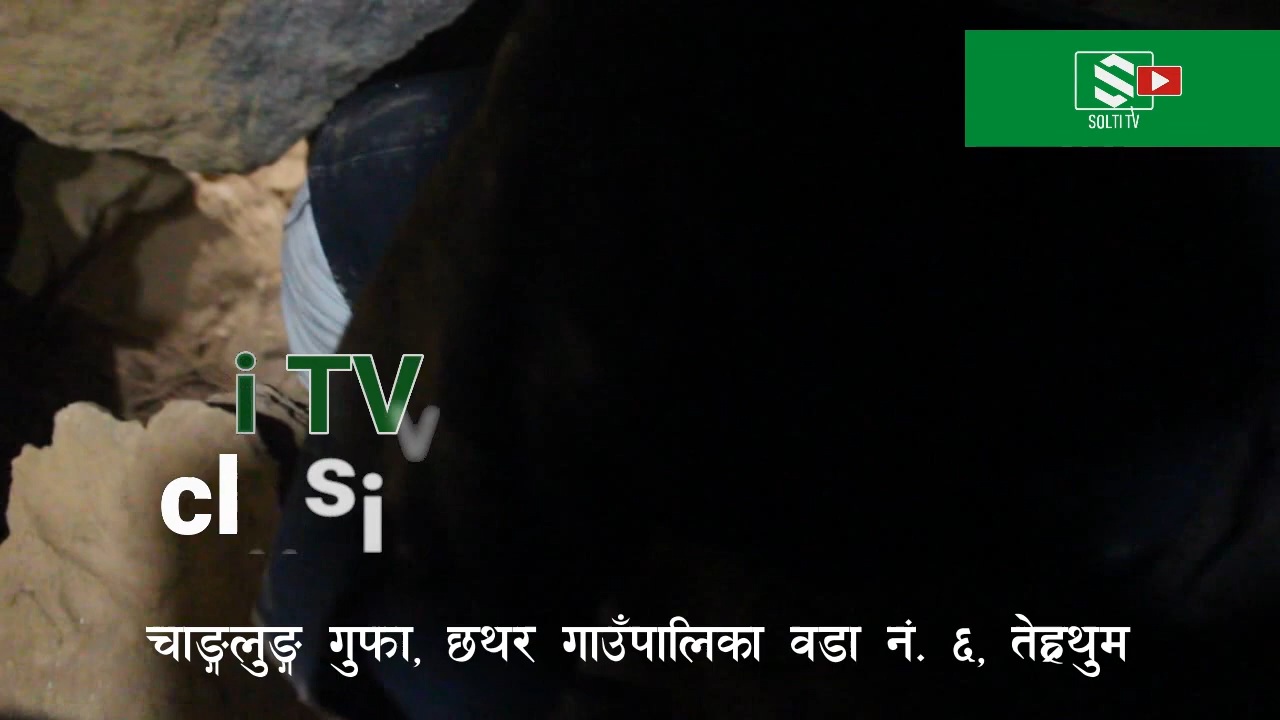 SOLTI TV
i TV
cl si
चाङ्लुङ्ग गुफा, छथर गाउँपालिका वडा नं. ६, तेह्रथुम